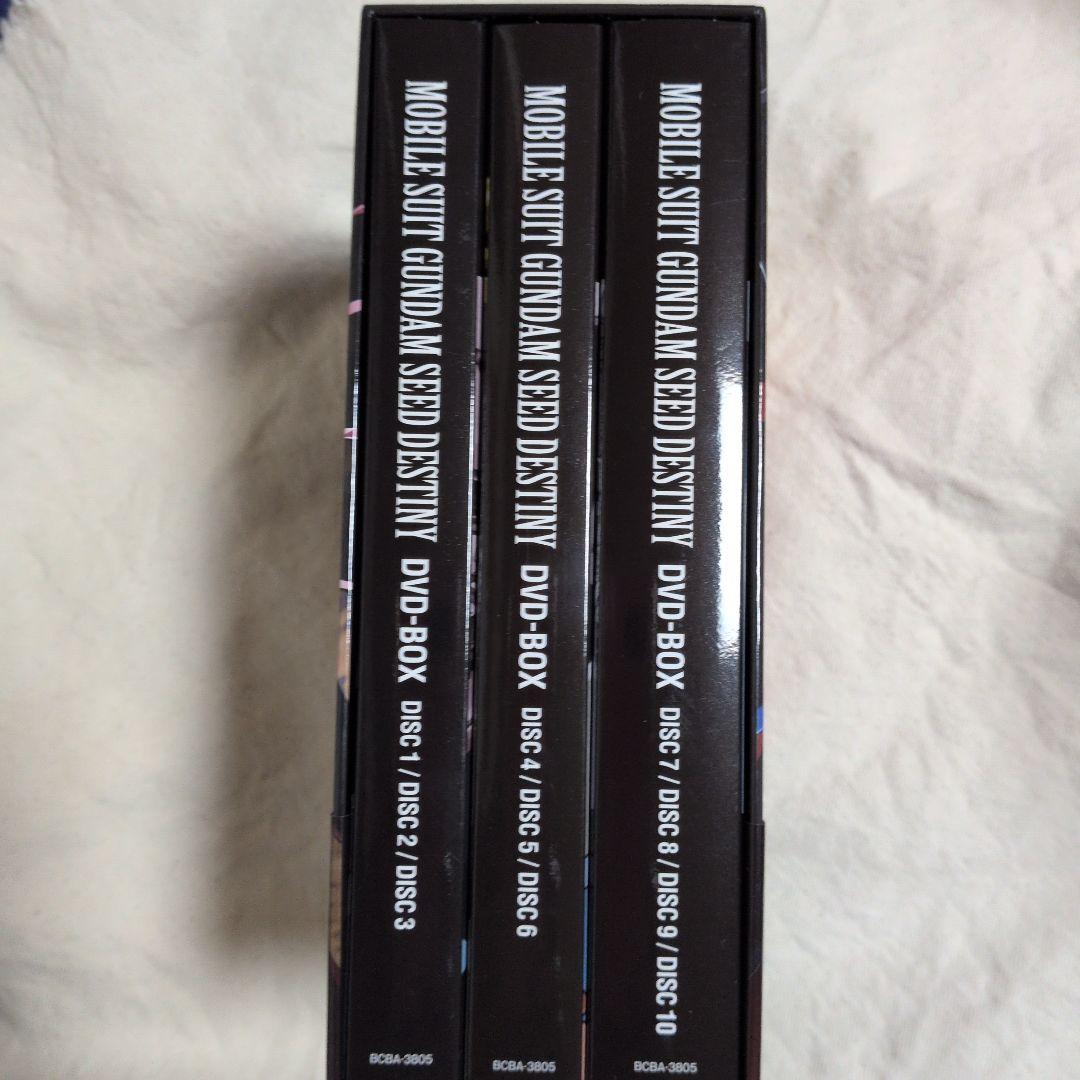 MOBILE SUIT GUNDAM SEED DESTINY DVD-BOX DISC 1 / DISC 2 / DISC 3
BCBA-3805
MOBILE SUIT GUNDAM SEED DESTINY DVD-BOX DISC 4 / DISC 5 / DISC 6
BCBA-3805
MOBILE SUIT GUNDAM SEED DESTINY DVD-BOX DISC 7 / DISC 8 / DISC 9 / DISC 10
BCBA-3805